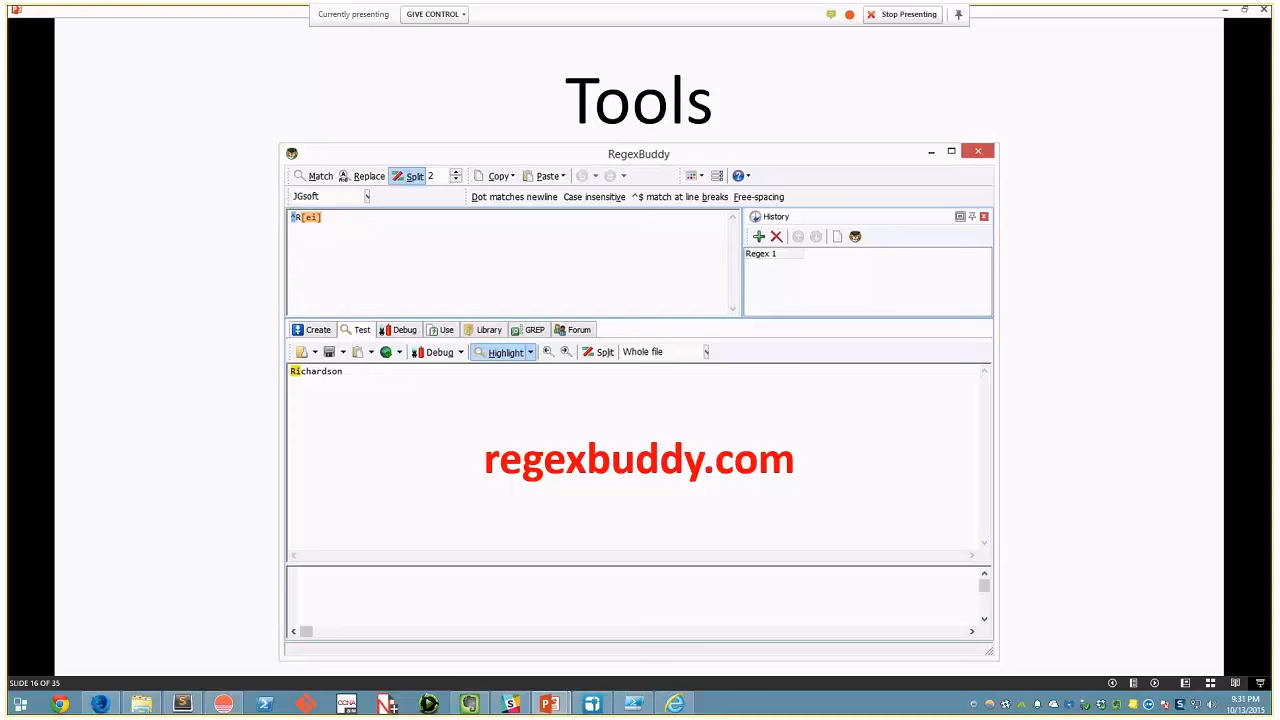 Currently presenting GIVE CONTROL Stop Presenting
Tools
RegexBuddy
Match Replace Split 2 Copy Paste
JGsoft Dot matches newline Case insensitive ^$ match at line breaks Free-spacing
^R[ei]
History
Regex 1
Create Test Debug Use Library GREP Forum
Debug Highlight Split Whole file
Richardson
regexbuddy.com
SLIDE 16 OF 35
CCNA
9:31 PM
10/13/2015